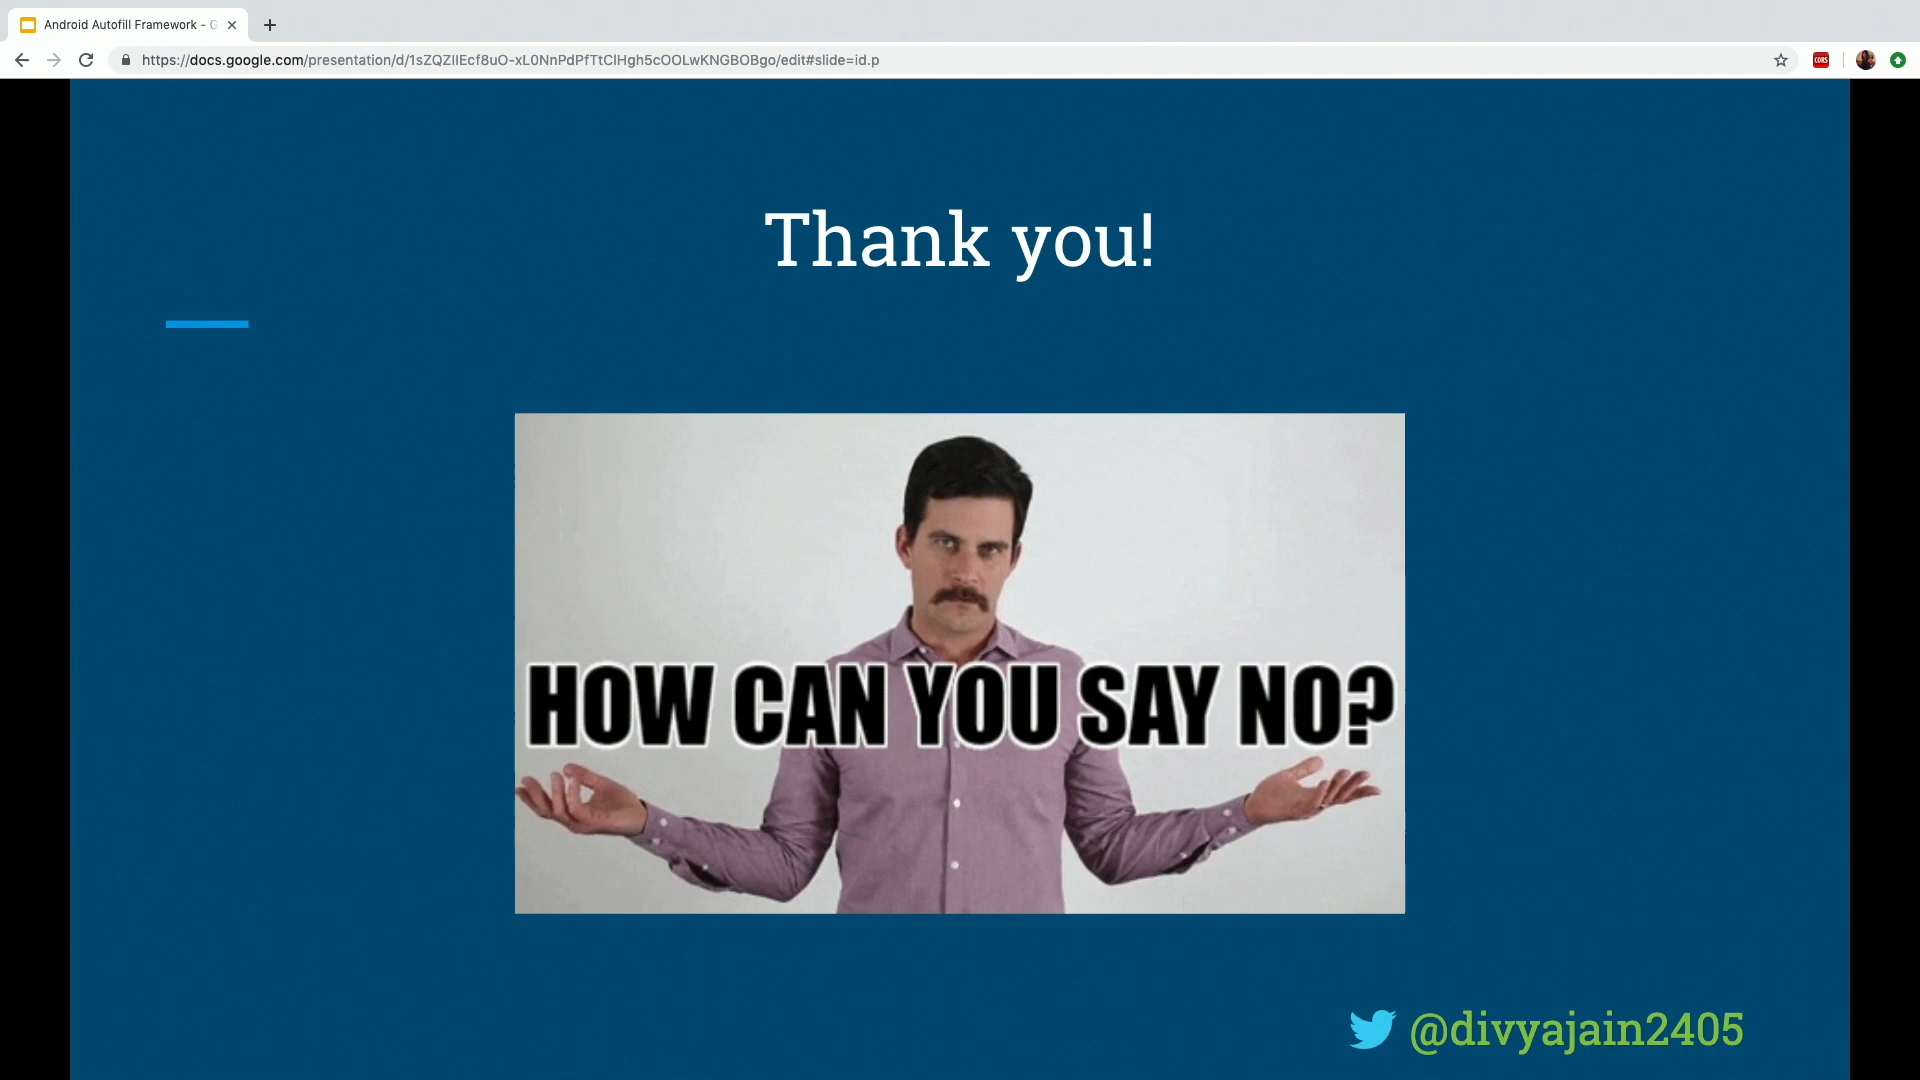 Android Autofill Framework - G
https://docs.google.com/presentation/d/1sZQZIIEcf8uO-xL0NnPdPfTtClHgh5cOOLwKNGBOBgo/edit#slide=id.p
CORS
Thank you!
HOW CAN YOU SAY NO?
@divyajain2405